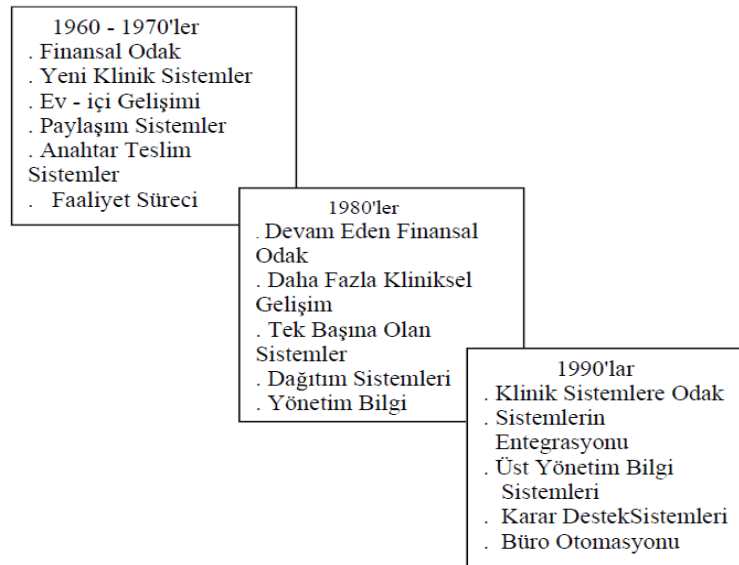 1960 - 1970'ler
. Finansal Odak
. Yeni Klinik Sistemler
. Ev - içi Gelişimi
. Paylaşım Sistemler
. Anahtar Teslim
Sistemler
. Faaliyet Süreci
1980'ler
. Devam Eden Finansal
Odak
. Daha Fazla Kliniksel
Gelişim
. Tek Başına Olan
Sistemler
. Dağıtım Sistemleri
. Yönetim Bilgi
1990'lar
. Klinik Sistemlere Odak
. Sistemlerin
Entegrasyonu
. Üst Yönetim Bilgi
Sistemleri
. Karar DestekSistemleri
. Büro Otomasyonu